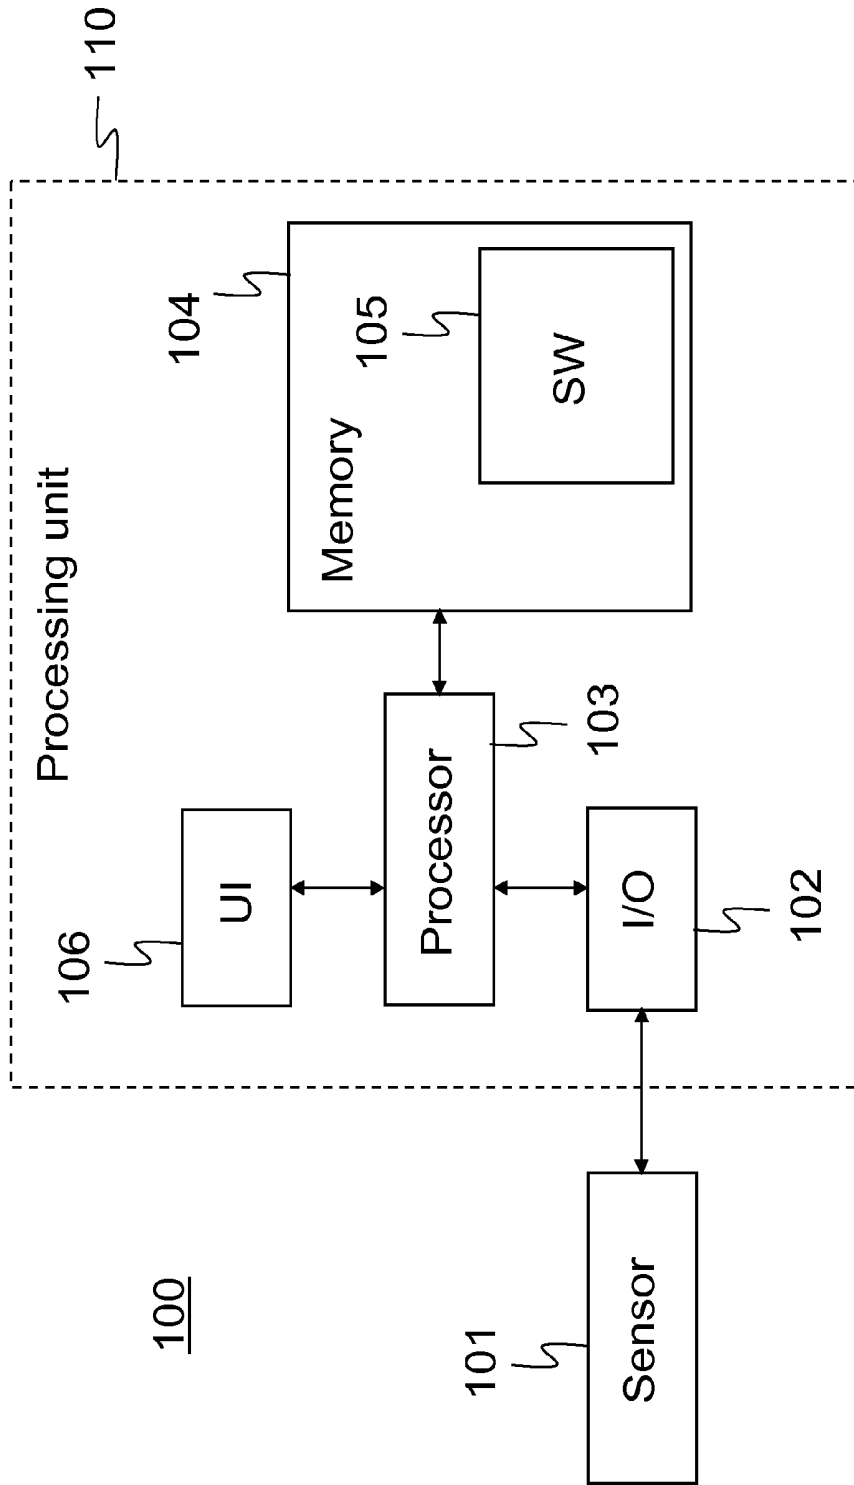 110
Processing unit
104
Memory
105
SW
106
UI
Processor
103
I/O
102
100
101
Sensor